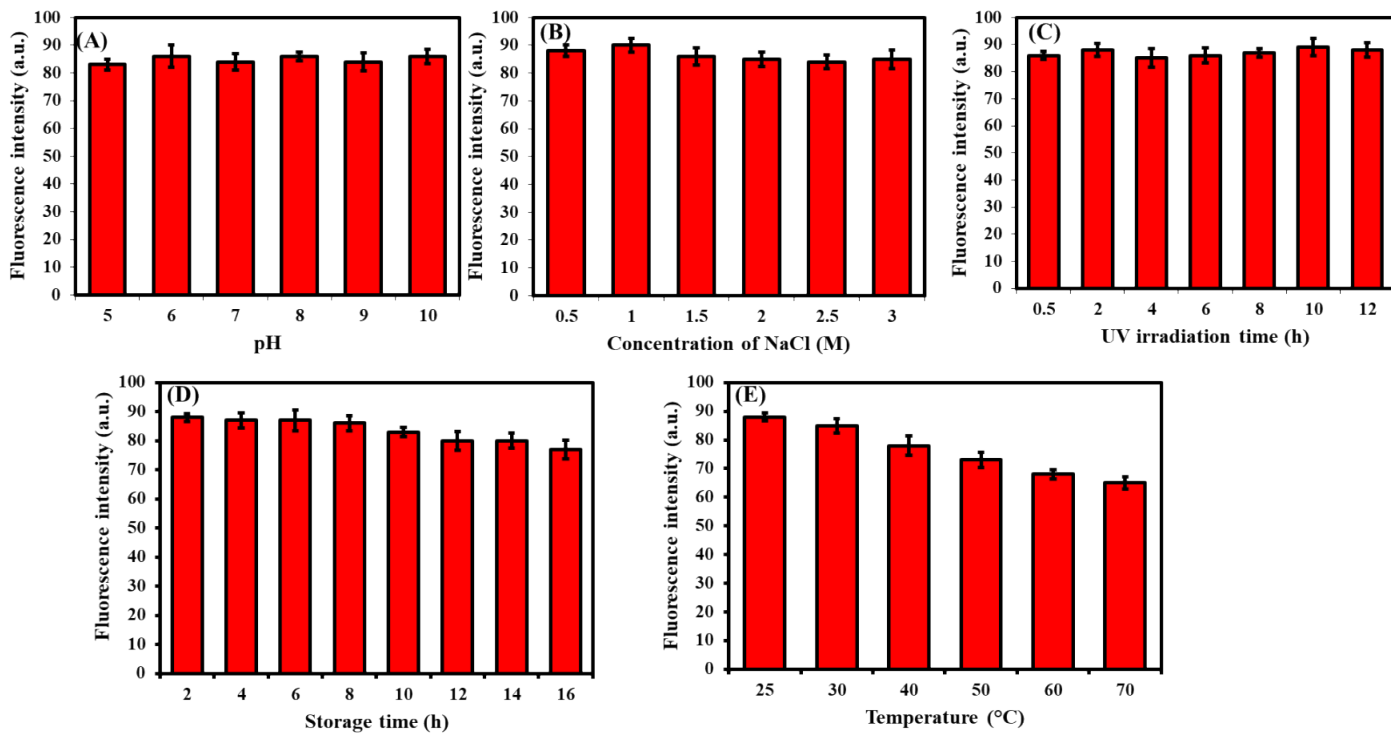 (A)
Fluorescence intensity (a.u.)
100
90
80
70
60
50
40
30
20
10
0
5 6 7 8 9 10
pH
(B)
Fluorescence intensity (a.u.)
100
90
80
70
60
50
40
30
20
10
0
0.5 1 1.5 2 2.5 3
Concentration of NaCl (M)
(C)
Fluorescence intensity (a.u.)
100
90
80
70
60
50
40
30
20
10
0
0.5 2 4 6 8 10 12
UV irradiation time (h)
(D)
Fluorescence intensity (a.u.)
100
90
80
70
60
50
40
30
20
10
0
2 4 6 8 10 12 14 16
Storage time (h)
(E)
Fluorescence intensity (a.u.)
100
90
80
70
60
50
40
30
20
10
0
25 30 40 50 60 70
Temperature (°C)